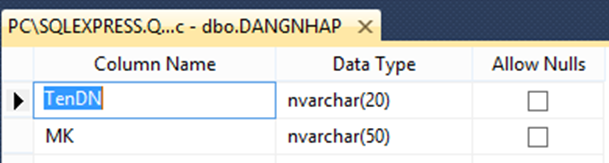 PC\SQLEXPRESS.Q...c - dbo.DANGNHAP
Column Name Data Type Allow Nulls
TenDN nvarchar(20)
MK nvarchar(50)